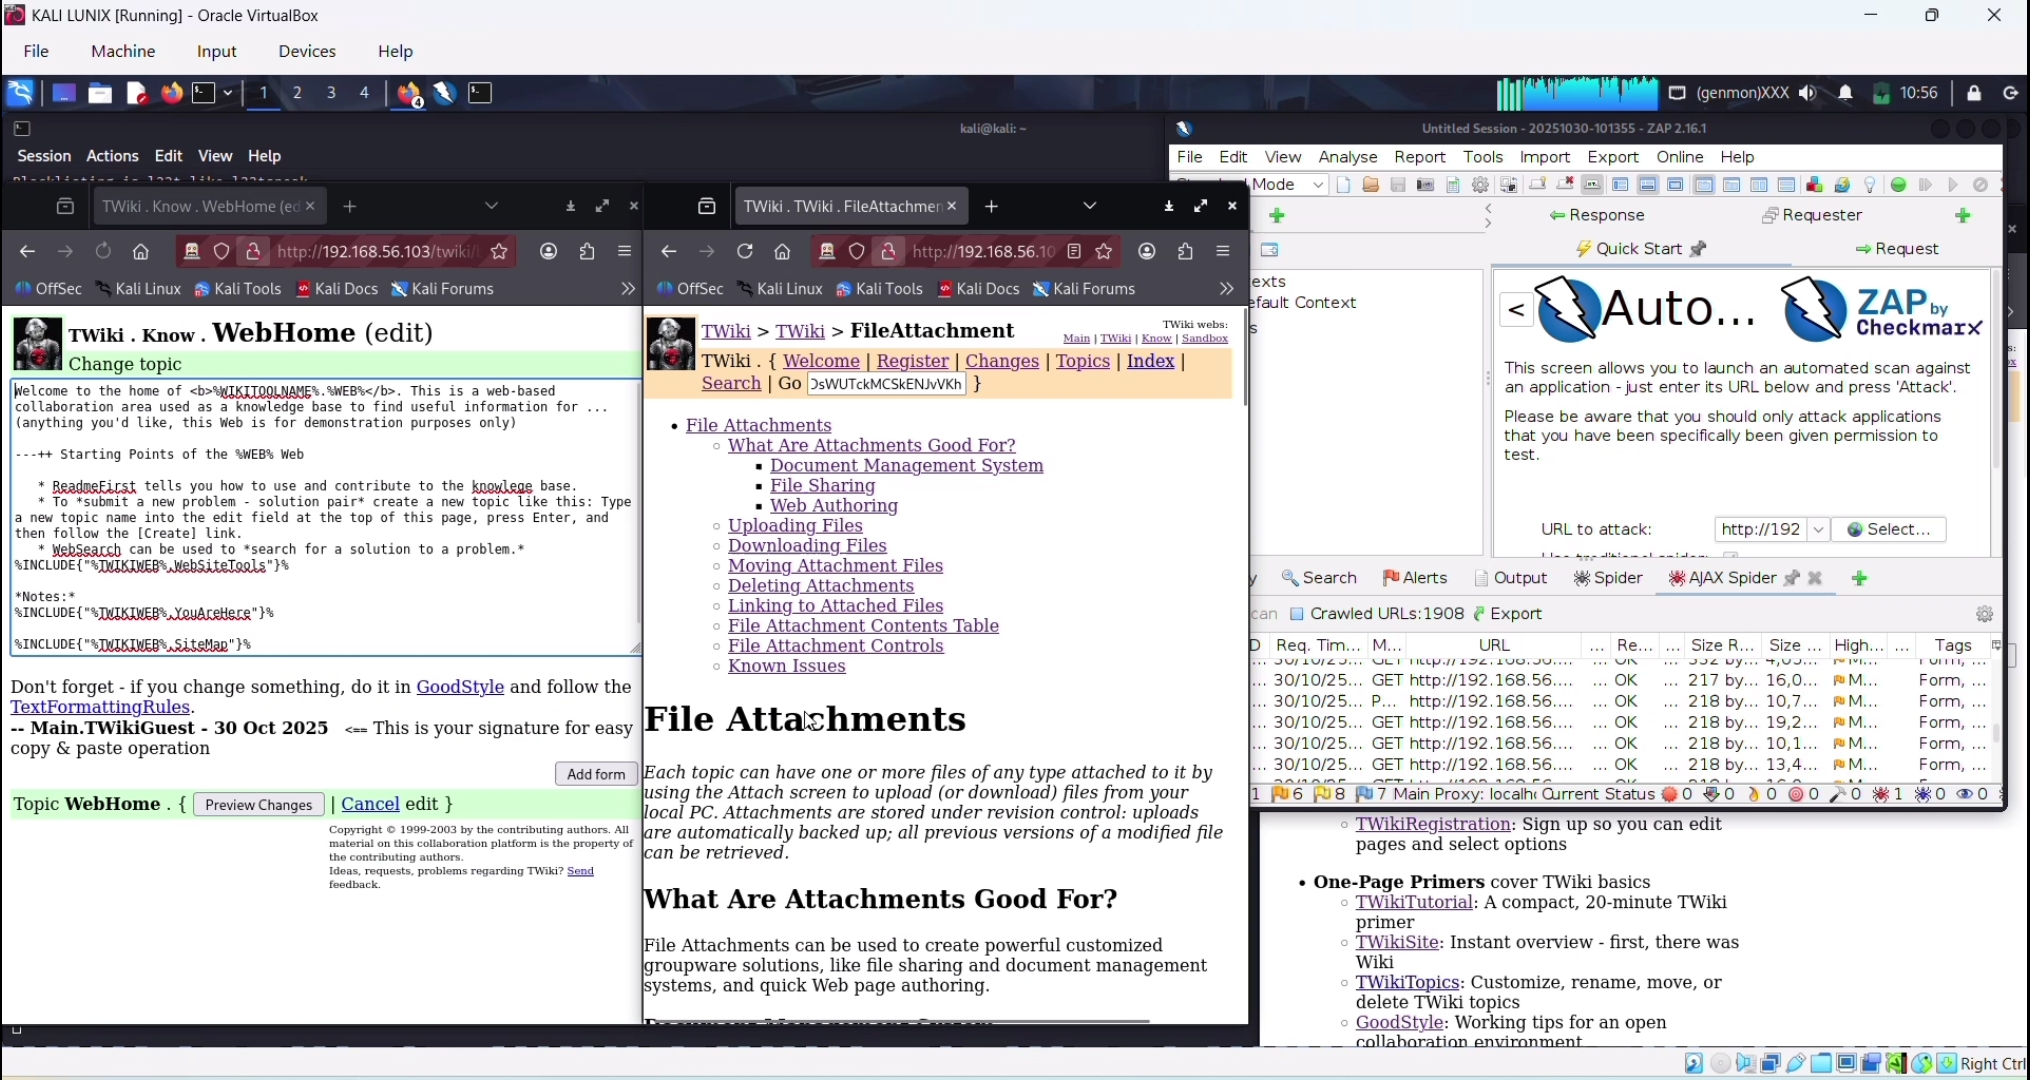 KALI LUNIX [Running] - Oracle VirtualBox
File Machine Input Devices Help
1 2 3 4
4
(genmon)XXX
10:56
kali@kali: ~
Session Actions Edit View Help
TWiki . Know . WebHome (ed
http://192.168.56.103/twiki/
OffSec Kali Linux Kali Tools Kali Docs Kali Forums
TWiki . Know . WebHome (edit)
Change topic
Welcome to the home of <b>%WIKITOOLNAME%.%WEB%</b>. This is a web-based
collaboration area used as a knowledge base to find useful information for ...
(anything you'd like, this Web is for demonstration purposes only)
---++ Starting Points of the %WEB% Web
* ReadmeFirst tells you how to use and contribute to the knowlege base.
* To *submit a new problem - solution pair* create a new topic like this: Type
a new topic name into the edit field at the top of this page, press Enter, and
then follow the [Create] link.
* WebSearch can be used to *search for a solution to a problem.*
%INCLUDE{"%TWIKIWEB%.WebSiteTools"}%
*Notes:*
%INCLUDE{"%TWIKIWEB%.YouAreHere"}%
%INCLUDE{"%TWIKIWEB%.SiteMap"}%
Don't forget - if you change something, do it in GoodStyle and follow the
TextFormattingRules.
-- Main.TWikiGuest - 30 Oct 2025 <== This is your signature for easy
copy & paste operation
Add form
Topic WebHome . { Preview Changes | Cancel edit }
Copyright © 1999-2003 by the contributing authors. All
material on this collaboration platform is the property of
the contributing authors.
Ideas, requests, problems regarding TWiki? Send
feedback.
TWiki . TWiki . FileAttachmen
http://192.168.56.10
OffSec Kali Linux Kali Tools Kali Docs Kali Forums
TWiki > TWiki > FileAttachment
TWiki webs:
Main | TWiki | Know | Sandbox
TWiki . { Welcome | Register | Changes | Topics | Index |
Search | Go sWUTckMCSkENJvVKh }
File Attachments
What Are Attachments Good For?
Document Management System
File Sharing
Web Authoring
Uploading Files
Downloading Files
Moving Attachment Files
Deleting Attachments
Linking to Attached Files
File Attachment Contents Table
File Attachment Controls
Known Issues
File Attachments
Each topic can have one or more files of any type attached to it by
using the Attach screen to upload (or download) files from your
local PC. Attachments are stored under revision control: uploads
are automatically backed up; all previous versions of a modified file
can be retrieved.
What Are Attachments Good For?
File Attachments can be used to create powerful customized
groupware solutions, like file sharing and document management
systems, and quick Web page authoring.
Untitled Session - 20251030-101355 - ZAP 2.16.1
File Edit View Analyse Report Tools Import Export Online Help
Mode
Response Requester
Quick Start Request
exts
efault Context
s
< Auto... ZAP by Checkmarx
This screen allows you to launch an automated scan against
an application - just enter its URL below and press 'Attack'.
Please be aware that you should only attack applications
that you have been specifically been given permission to
test.
URL to attack: http://192 Select...
y Search Alerts Output Spider AJAX Spider
can Crawled URLs:1908 Export
D Req. Tim... M... URL ... Re... ... Size R... Size ... High... ... Tags
... 30/10/25... GET http://192.168.56.... ... OK ... 217 by... 16,0... M... Form, ...
... 30/10/25... P... http://192.168.56.... ... OK ... 218 by... 10,7... M... Form, ...
... 30/10/25... GET http://192.168.56.... ... OK ... 218 by... 19,2... M... Form, ...
... 30/10/25... GET http://192.168.56.... ... OK ... 218 by... 10,1... M... Form, ...
... 30/10/25... GET http://192.168.56.... ... OK ... 218 by... 13,4... M... Form, ...
1 6 8 7 Main Proxy: localh Current Status 0 0 0 0 0 1 0 0
TWikiRegistration: Sign up so you can edit
pages and select options
One-Page Primers cover TWiki basics
TWikiTutorial: A compact, 20-minute TWiki
primer
TWikiSite: Instant overview - first, there was
Wiki
TWikiTopics: Customize, rename, move, or
delete TWiki topics
GoodStyle: Working tips for an open
collaboration environment
Right Ctrl